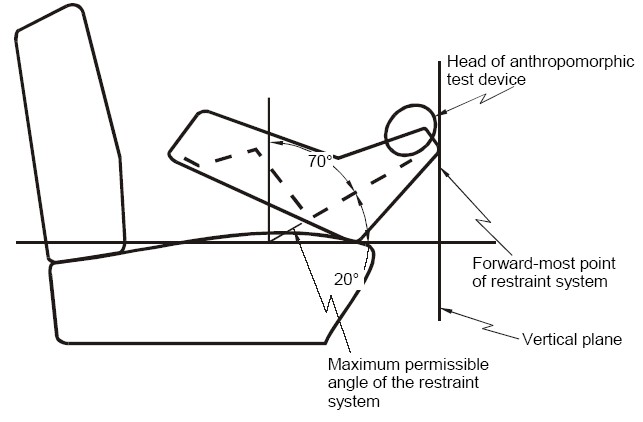 Head of anthropomorphic
test device
70°
Forward-most point
of restraint system
20°
Vertical plane
Maximum permissible
angle of the restraint
system